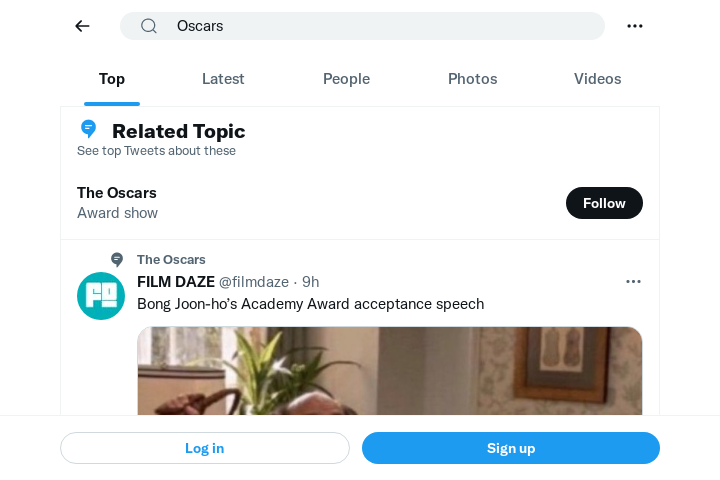 Oscars
Top Latest People Photos Videos
Related Topic
See top Tweets about these
The Oscars
Award show
Follow
The Oscars
FILM DAZE @filmdaze · 9h
Bong Joon-ho’s Academy Award acceptance speech
Log in Sign up